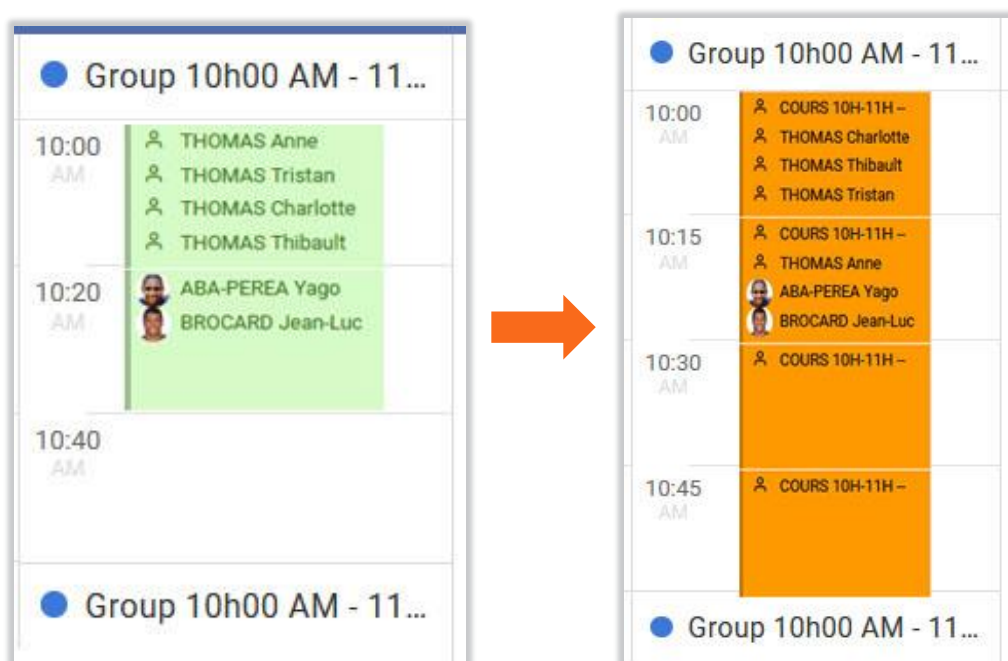 Group 10h00 AM - 11...
10:00
AM
THOMAS Anne
THOMAS Tristan
THOMAS Charlotte
THOMAS Thibault
10:20
AM
ABA-PEREA Yago
BROCARD Jean-Luc
10:40
AM
Group 10h00 AM - 11...
Group 10h00 AM - 11...
10:00
AM
COURS 10H-11H –
THOMAS Charlotte
THOMAS Thibault
THOMAS Tristan
10:15
AM
COURS 10H-11H –
THOMAS Anne
ABA-PEREA Yago
BROCARD Jean-Luc
10:30
AM
COURS 10H-11H –
10:45
AM
COURS 10H-11H –
Group 10h00 AM - 11...